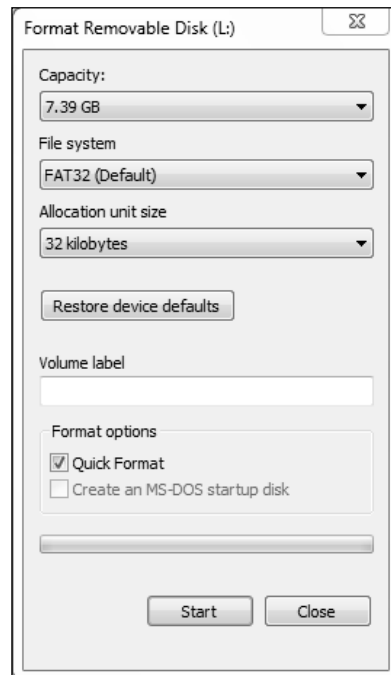 Format Removable Disk (L:)
Capacity:
7.39 GB
File system
FAT32 (Default)
Allocation unit size
32 kilobytes
Restore device defaults
Volume label
Format options
Quick Format
Create an MS-DOS startup disk
Start Close